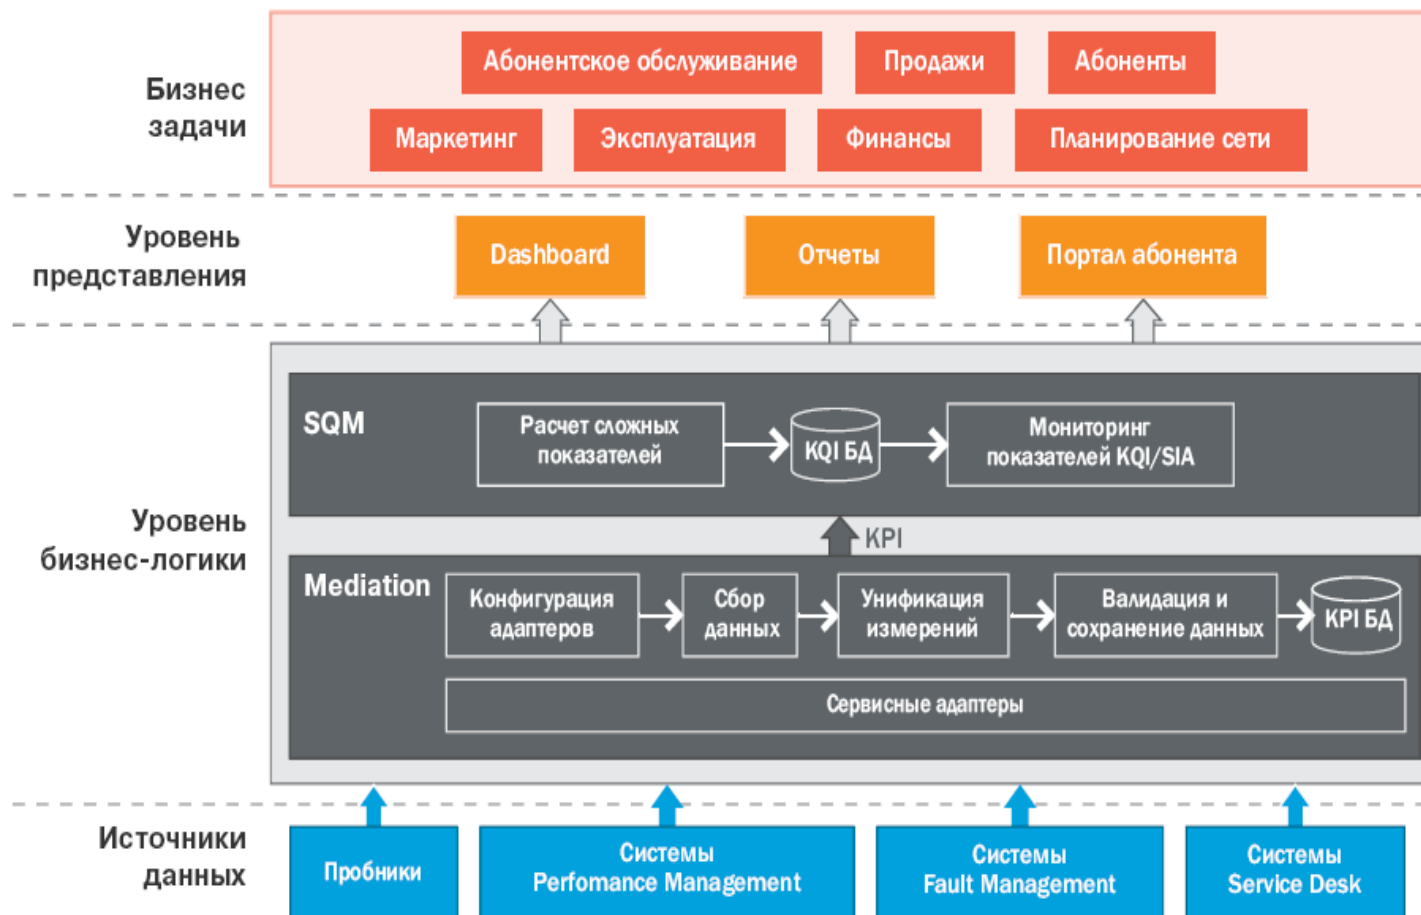 Бизнес
задачи
Абонентское обслуживание
Продажи
Абоненты
Маркетинг
Эксплуатация
Финансы
Планирование сети
Уровень
представления
Dashboard
Отчеты
Портал абонента
Уровень
бизнес-логики
SQM
Расчет сложных
показателей
KQI БД
Мониторинг
показателей KQI/SIA
KPI
Mediation
Конфигурация
адаптеров
Сбор
данных
Унификация
измерений
Валидация и
сохранение данных
KPI БД
Сервисные адаптеры
Источники
данных
Пробники
Системы
Perfomance Management
Системы
Fault Management
Системы
Service Desk